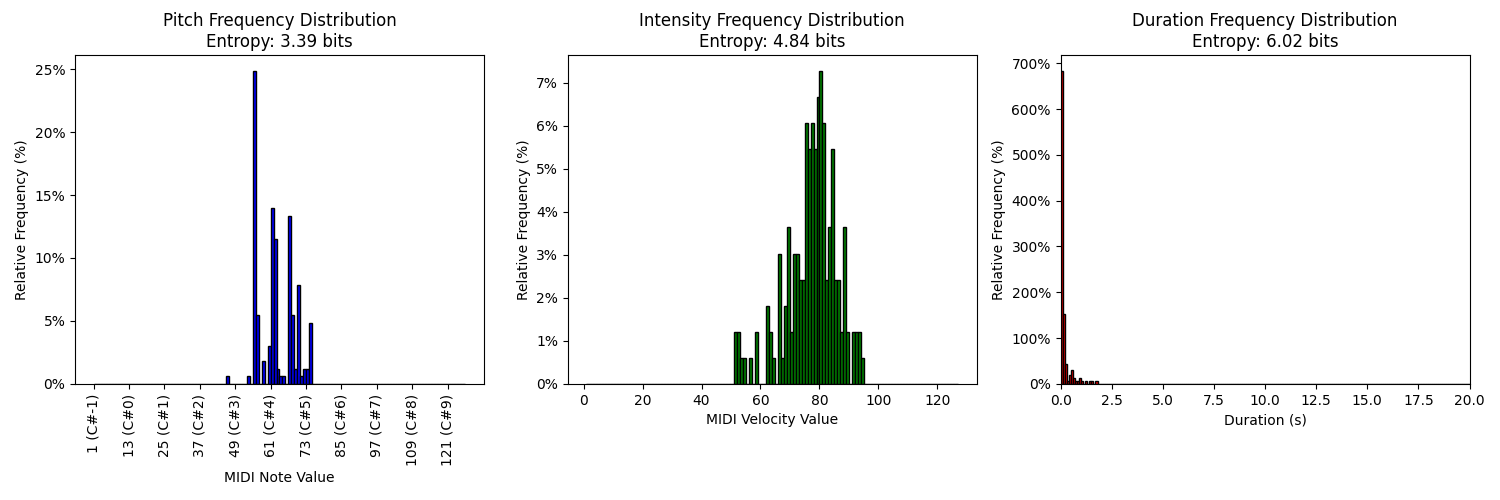 Pitch Frequency Distribution
Entropy: 3.39 bits
25%
20%
15%
10%
5%
0%
Relative Frequency (%)
1 (C#-1)
13 (C#0)
25 (C#1)
37 (C#2)
49 (C#3)
61 (C#4)
73 (C#5)
85 (C#6)
97 (C#7)
109 (C#8)
121 (C#9)
MIDI Note Value
Intensity Frequency Distribution
Entropy: 4.84 bits
7%
6%
5%
4%
3%
2%
1%
0%
Relative Frequency (%)
0 20 40 60 80 100 120
MIDI Velocity Value
Duration Frequency Distribution
Entropy: 6.02 bits
700%
600%
500%
400%
300%
200%
100%
0%
Relative Frequency (%)
0.0 2.5 5.0 7.5 10.0 12.5 15.0 17.5 20.0
Duration (s)